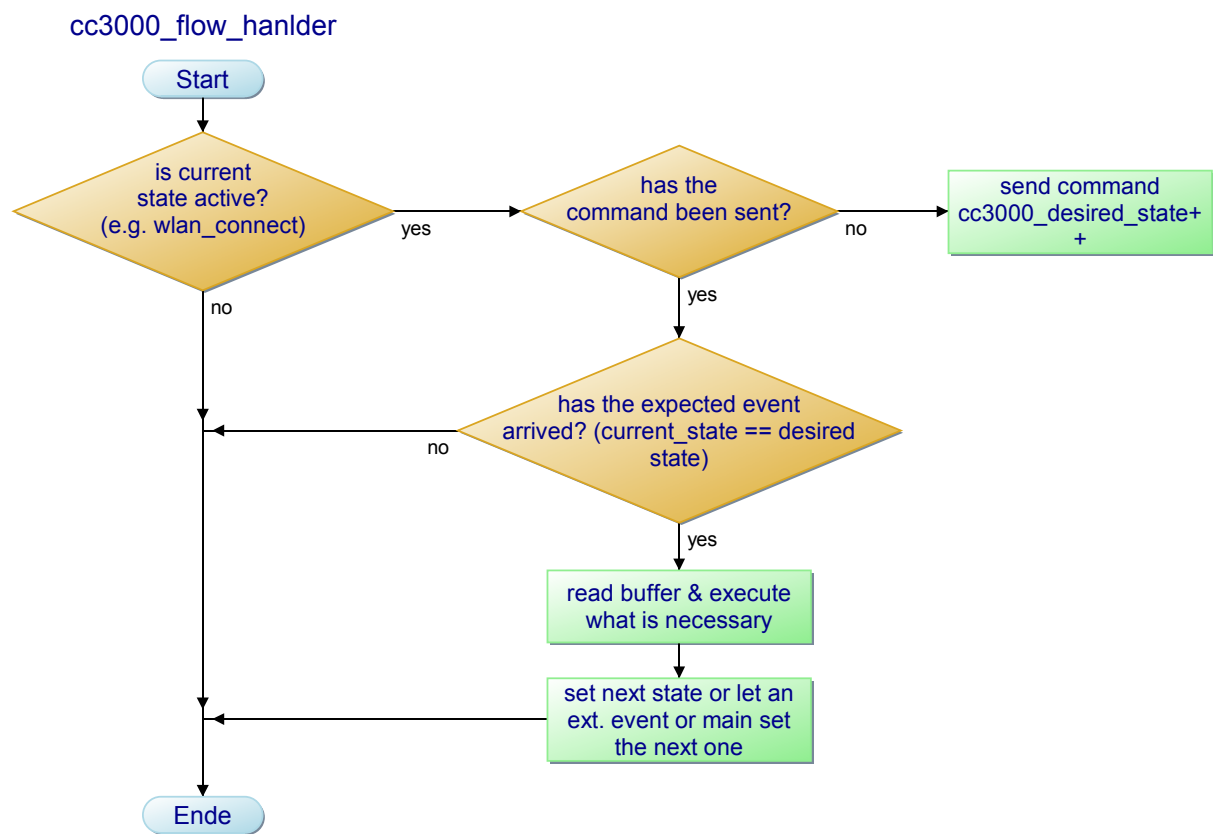 cc3000_flow_hanlder
Start
is current
state active?
(e.g. wlan_connect)
yes
no
has the
command been sent?
no
yes
send command
cc3000_desired_state+
+
has the expected event
arrived? (current_state == desired
state)
no
yes
read buffer & execute
what is necessary
set next state or let an
ext. event or main set
the next one
Ende